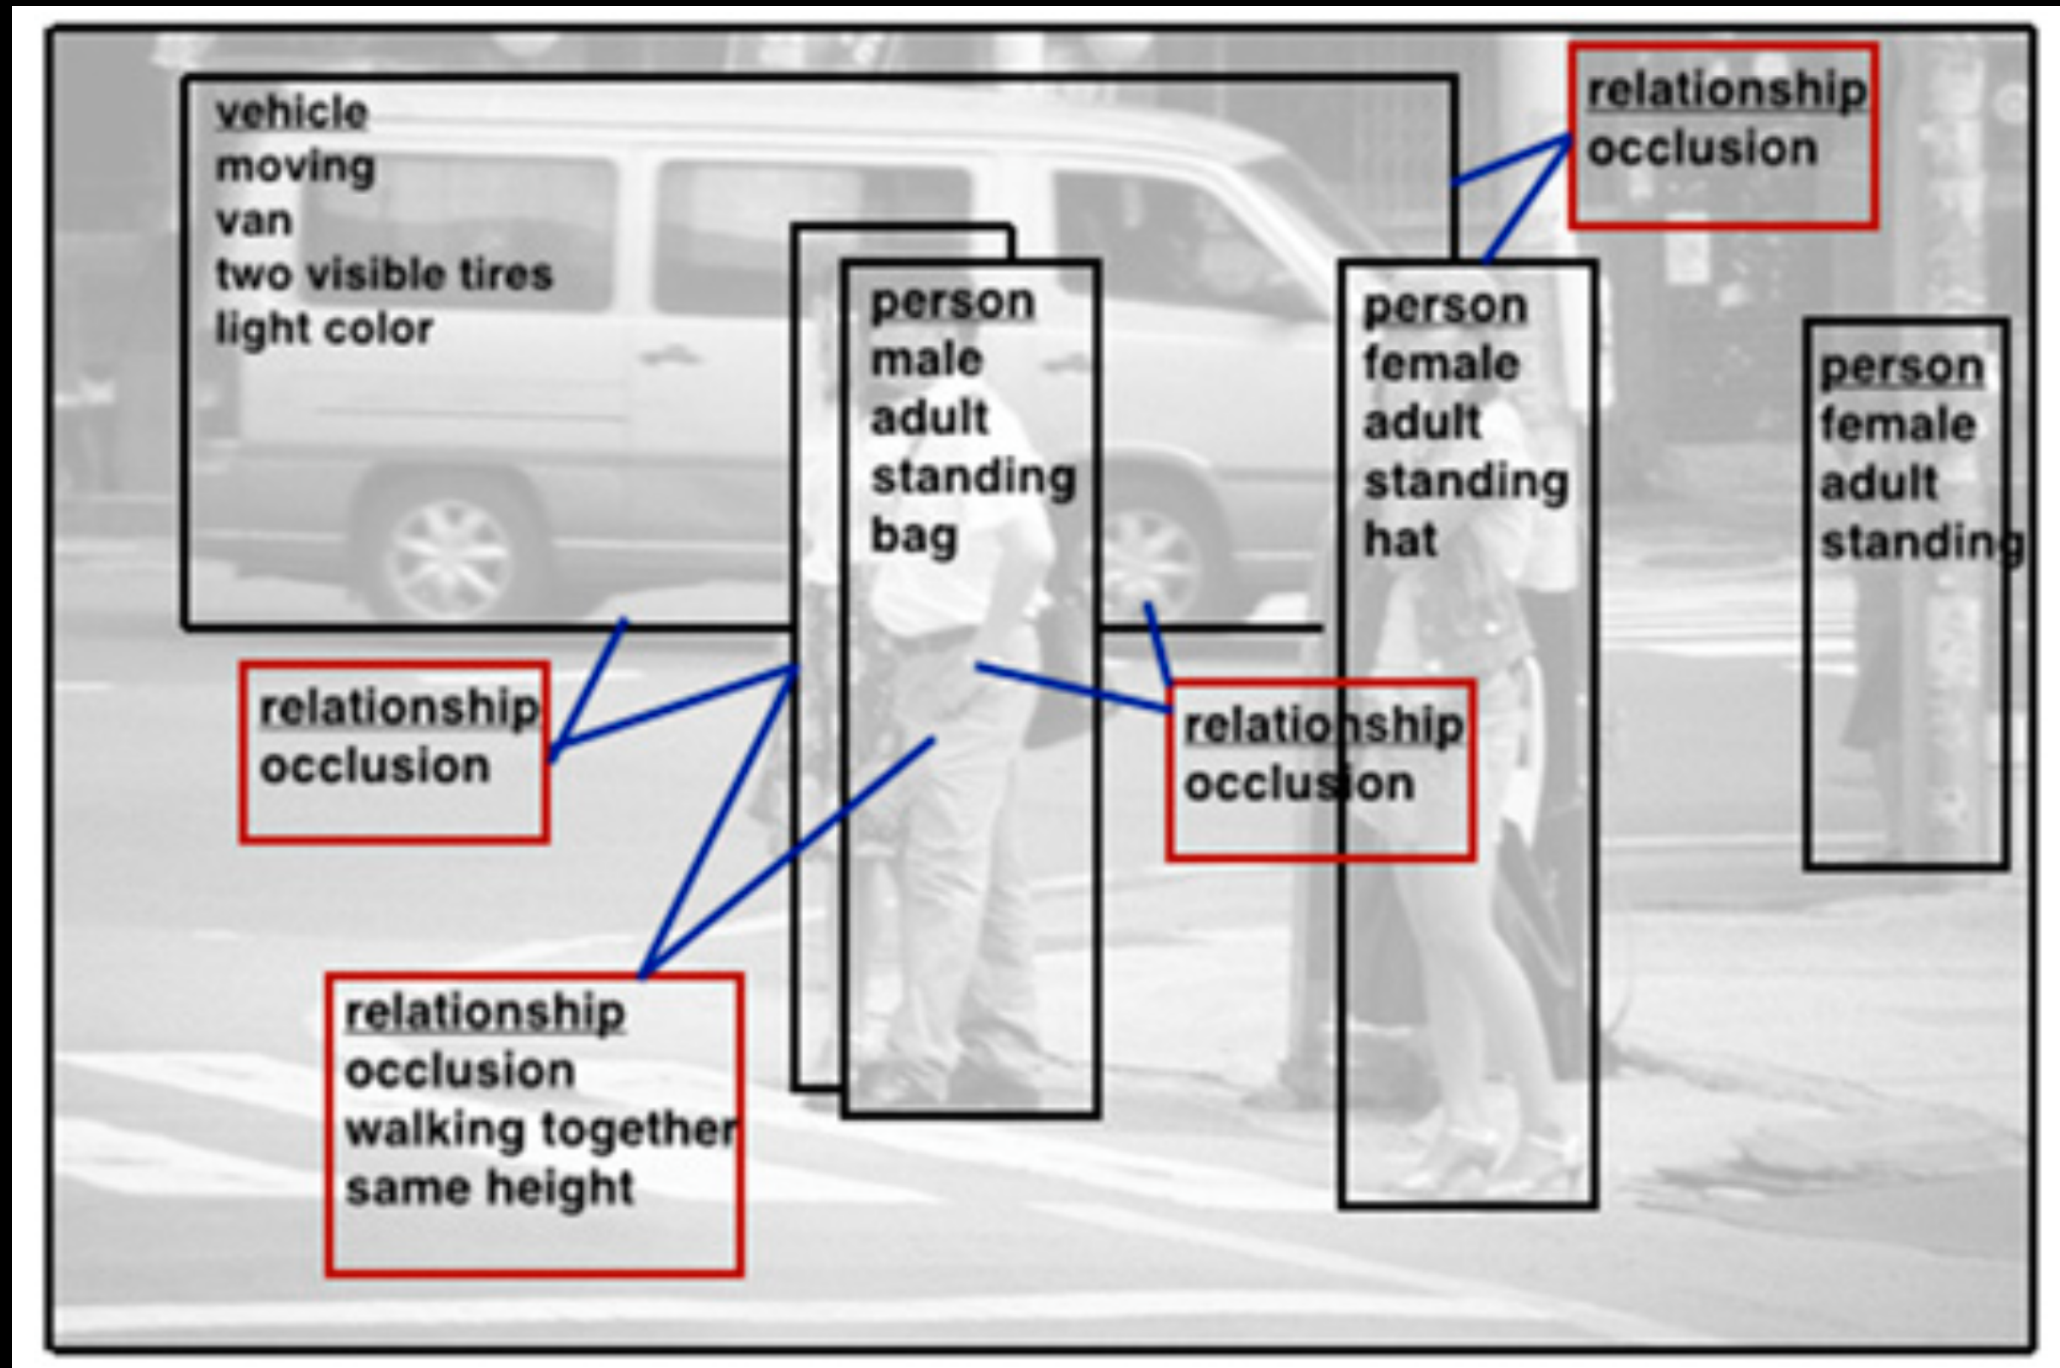 vehicle
moving
van
two visible tires
light color
relationship
occlusion
person
male
adult
standing
bag
person
female
adult
standing
hat
person
female
adult
standing
relationship
occlusion
relationship
occlusion
relationship
occlusion
walking together
same height